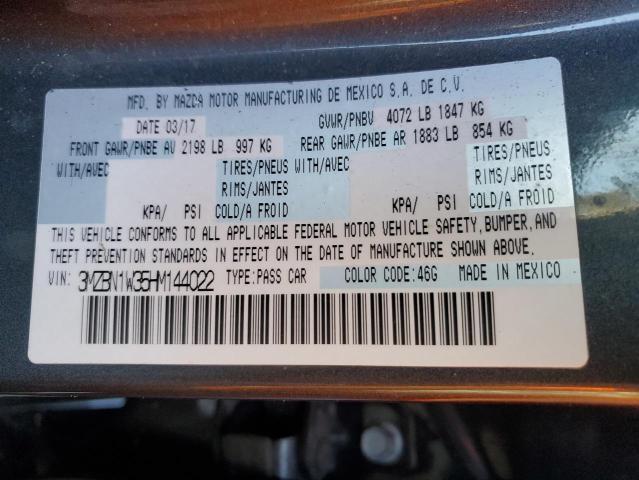 MFD. BY MAZDA MOTOR MANUFACTURING DE MEXICO S.A. DE C.V.
DATE 03/17 GVWR/PNBV 4072 LB 1847 KG
FRONT GAWR/PNBE AV 2198 LB 997 KG REAR GAWR/PNBE AR 1883 LB 854 KG
WITH/AVEC TIRES/PNEUS WITH/AVEC TIRES/PNEUS
RIMS/JANTES RIMS/JANTES
KPA/ PSI COLD/A FROID KPA/ PSI COLD/A FROID
THIS VEHICLE CONFORMS TO ALL APPLICABLE FEDERAL MOTOR VEHICLE SAFETY, BUMPER, AND
THEFT PREVENTION STANDARDS IN EFFECT ON THE DATE OF MANUFACTURE SHOWN ABOVE.
VIN: 3MZBN1W35HM144022 TYPE:PASS CAR COLOR CODE:46G MADE IN MEXICO